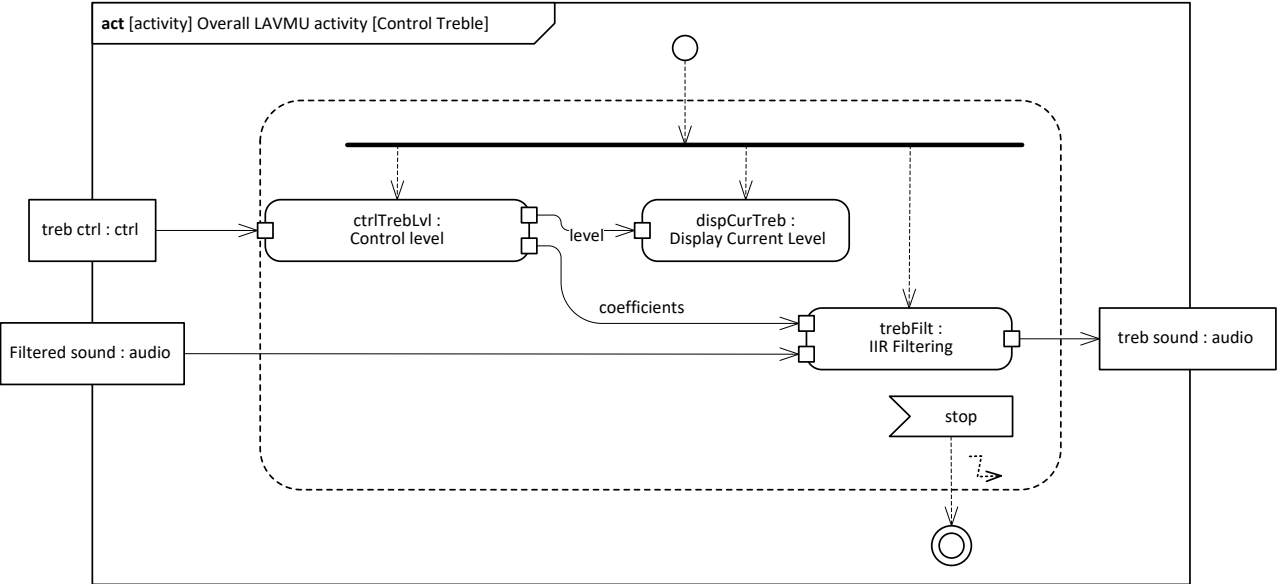 act [activity] Overall LAVMU activity [Control Treble]
treb ctrl : ctrl
ctrlTrebLvl :
Control level
level
dispCurTreb :
Display Current Level
coefficients
Filtered sound : audio
trebFilt :
IIR Filtering
treb sound : audio
stop